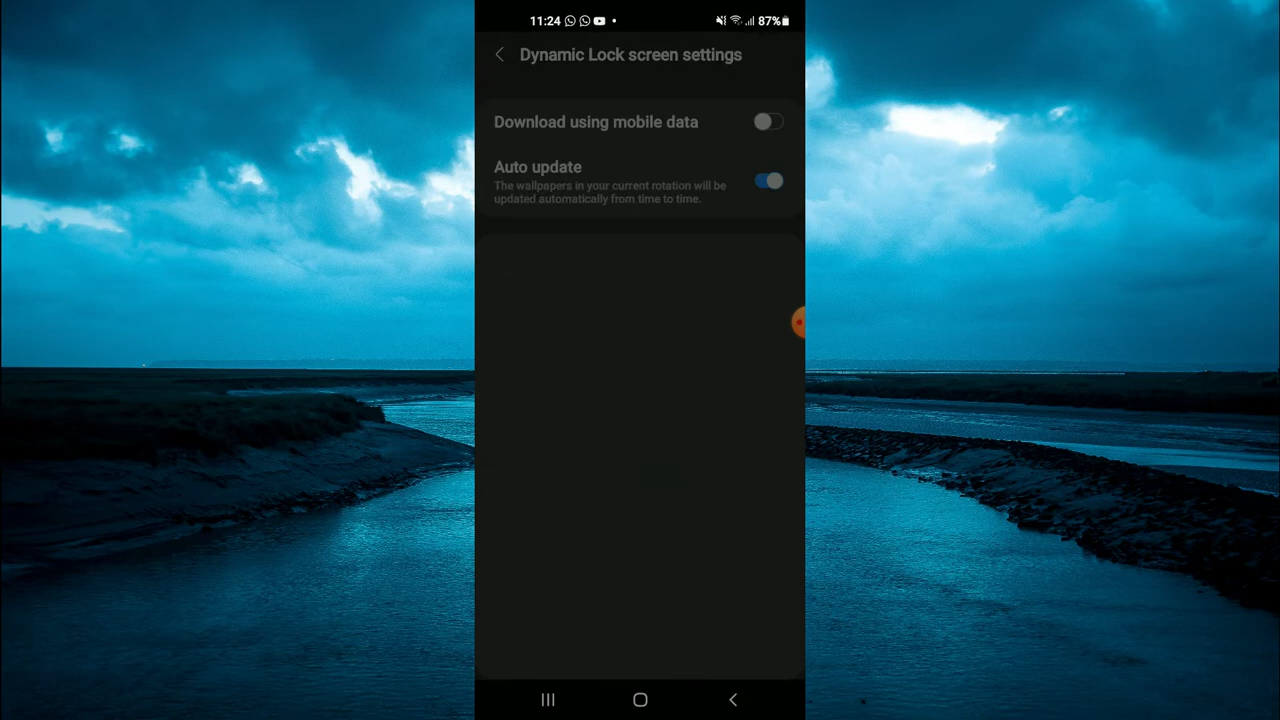 11:24 87%
Dynamic Lock screen settings
Download using mobile data
Auto update
The wallpapers in your current rotation will be
updated automatically from time to time.